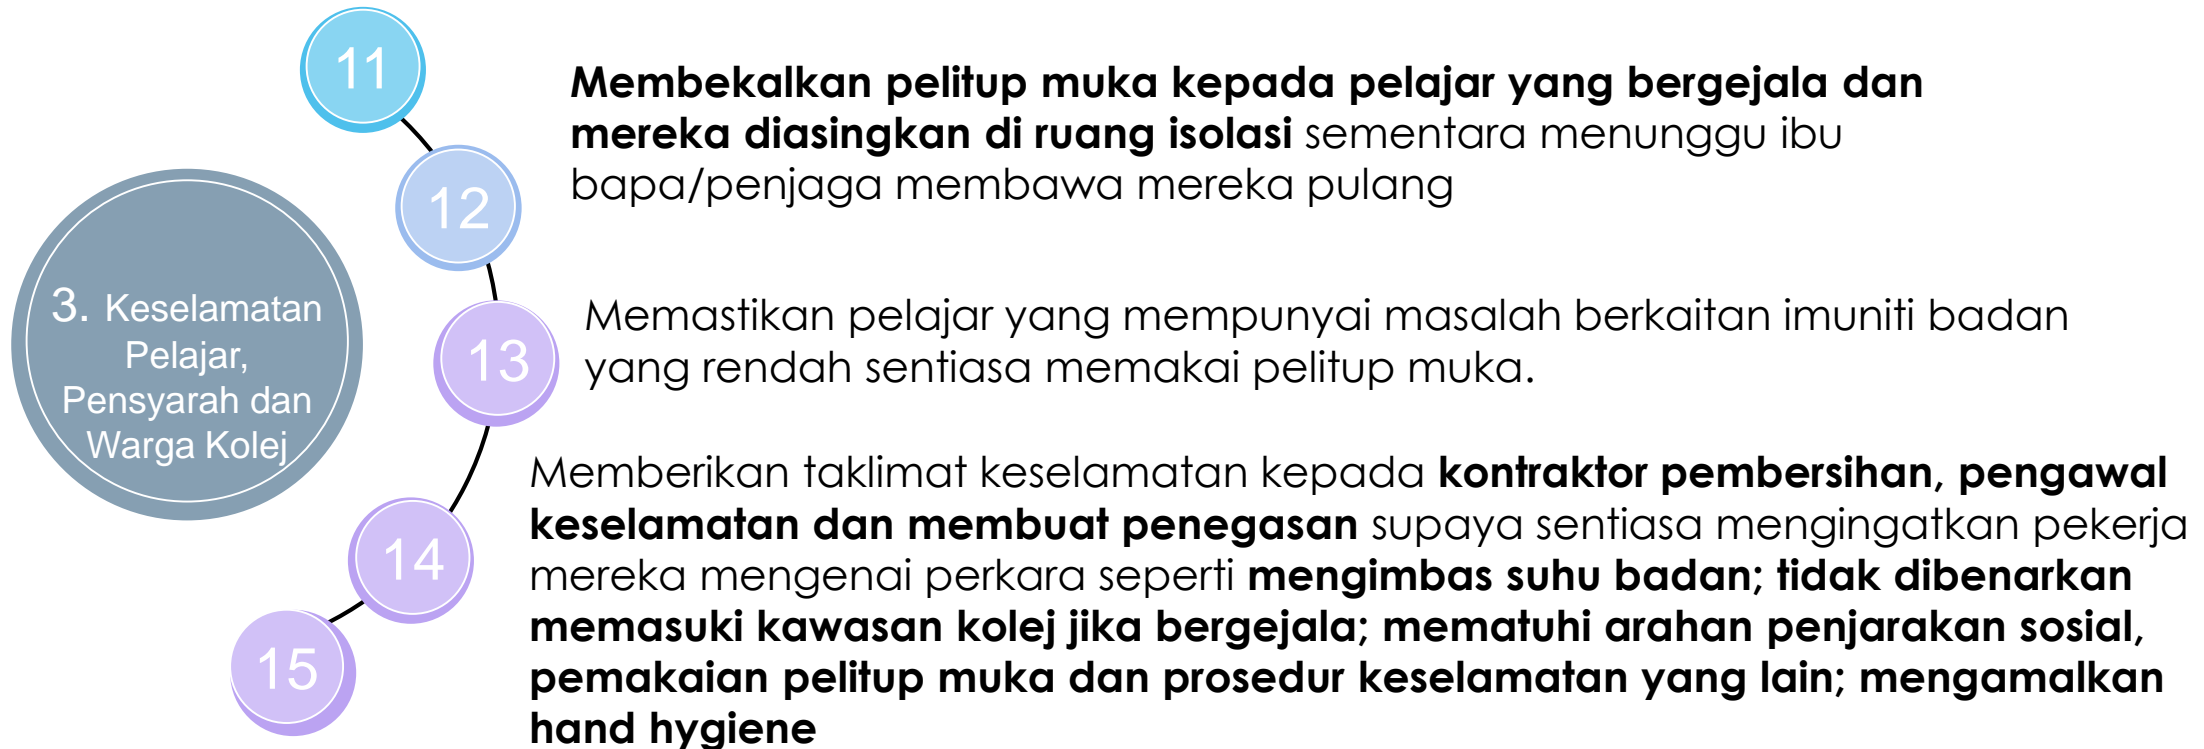 11
12
13
14
15
3. Keselamatan
Pelajar,
Pensyarah dan
Warga Kolej
Membekalkan pelitup muka kepada pelajar yang bergejala dan
mereka diasingkan di ruang isolasi sementara menunggu ibu
bapa/penjaga membawa mereka pulang
Memastikan pelajar yang mempunyai masalah berkaitan imuniti badan
yang rendah sentiasa memakai pelitup muka.
Memberikan taklimat keselamatan kepada kontraktor pembersihan, pengawal
keselamatan dan membuat penegasan supaya sentiasa mengingatkan pekerja
mereka mengenai perkara seperti mengimbas suhu badan; tidak dibenarkan
memasuki kawasan kolej jika bergejala; mematuhi arahan penjarakan sosial,
pemakaian pelitup muka dan prosedur keselamatan yang lain; mengamalkan
hand hygiene